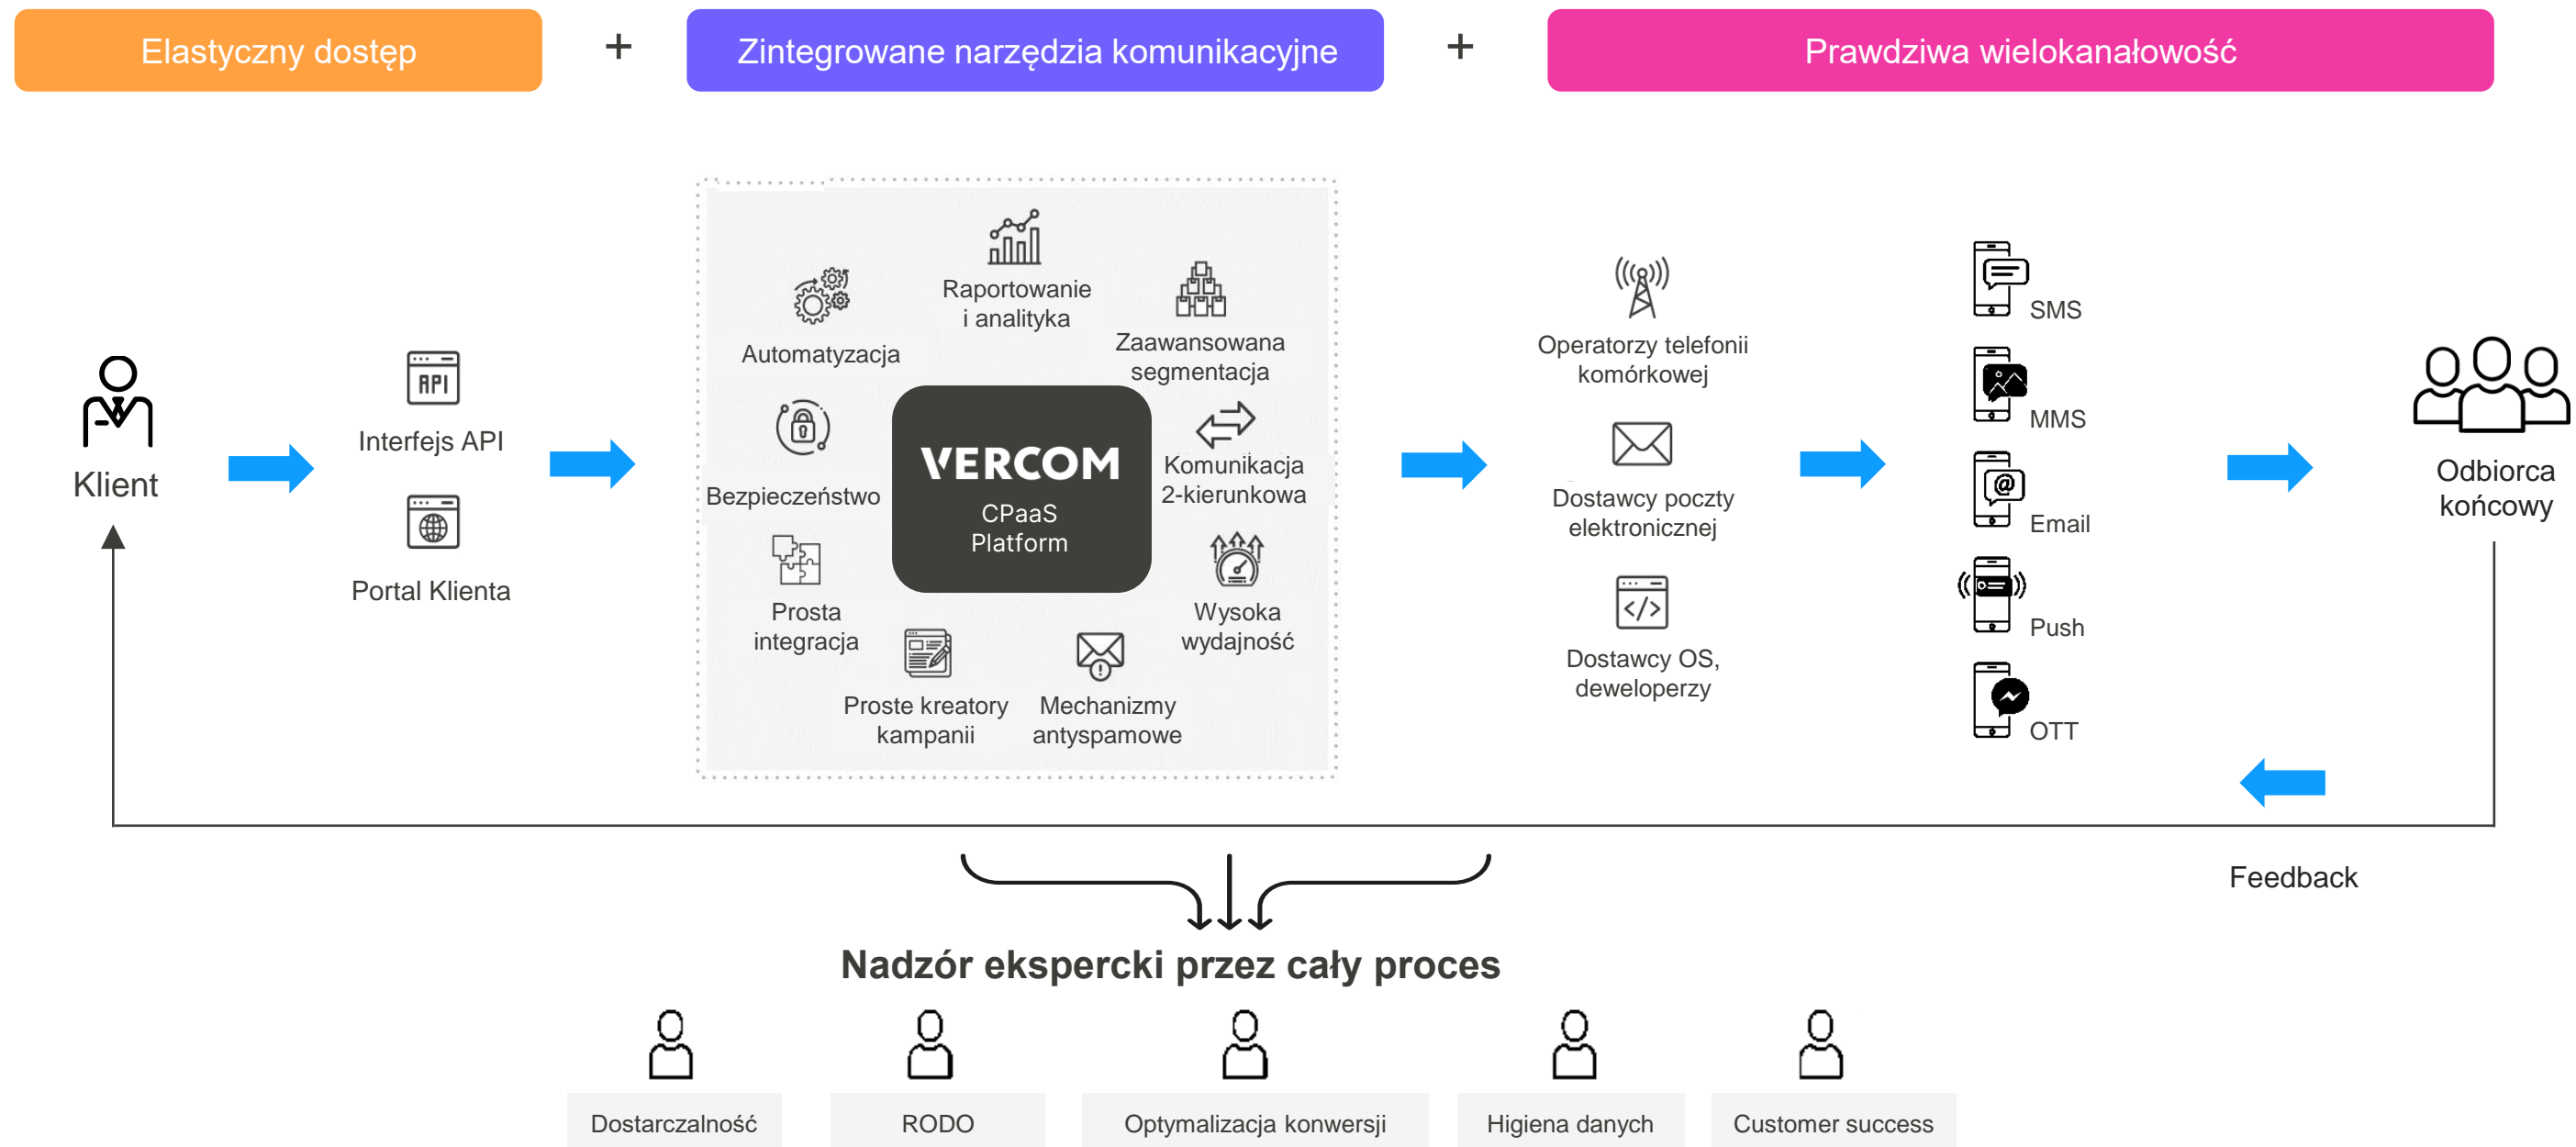 Elastyczny dostęp
+
Zintegrowane narzędzia komunikacyjne
+
Prawdziwa wielokanałowość
Klient
API
Interfejs API
Portal Klienta
Raportowanie
i analityka
Automatyzacja
Zaawansowana
segmentacja
Bezpieczeństwo
VERCOM
CPaaS
Platform
Komunikacja
2-kierunkowa
Prosta
integracja
Wysoka
wydajność
Proste kreatory
kampanii
Mechanizmy
antyspamowe
Operatorzy telefonii
komórkowej
Dostawcy poczty
elektronicznej
</>
Dostawcy OS,
deweloperzy
SMS
MMS
@
Email
Push
OTT
Odbiorca
końcowy
Feedback
Nadzór ekspercki przez cały proces
Dostarczalność
RODO
Optymalizacja konwersji
Higiena danych
Customer success